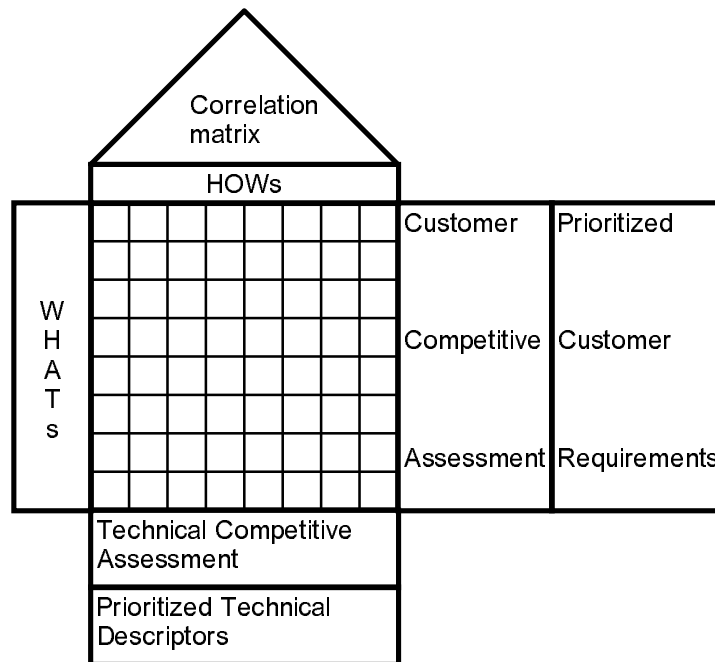 Correlation
matrix
HOWs
W
H
A
T
s
Customer
Competitive
Assessment
Prioritized
Customer
Requirements
Technical Competitive
Assessment
Prioritized Technical
Descriptors